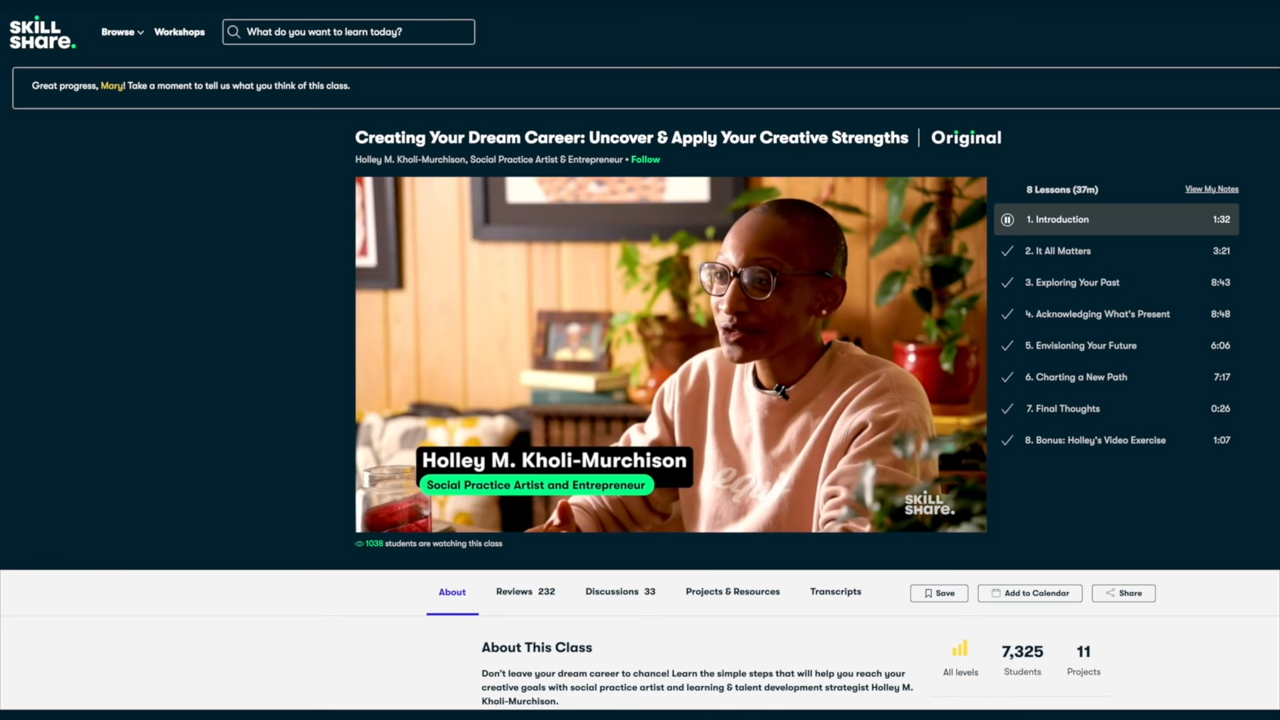 SKILL
SHARE.
Browse
Workshops
What do you want to learn today?
Great progress, Mary! Take a moment to tell us what you think of this class.
Creating Your Dream Career: Uncover & Apply Your Creative Strengths | Original
Holley M. Kholi-Murchison, Social Practice Artist & Entrepreneur • Follow
8 Lessons (37m)
View My Notes
1. Introduction 1:32
2. It All Matters 3:21
3. Exploring Your Past 8:43
4. Acknowledging What's Present 8:48
5. Envisioning Your Future 6:06
6. Charting a New Path 7:17
7. Final Thoughts 0:26
8. Bonus: Holley's Video Exercise 1:07
Holley M. Kholi-Murchison
Social Practice Artist and Entrepreneur
SKILL
SHARE.
1038 students are watching this class
About
Reviews 232
Discussions 33
Projects & Resources
Transcripts
Save
Add to Calendar
Share
About This Class
Don't leave your dream career to chance! Learn the simple steps that will help you reach your
creative goals with social practice artist and learning & talent development strategist Holley M.
Kholi-Murchison.
All levels
7,325
Students
11
Projects